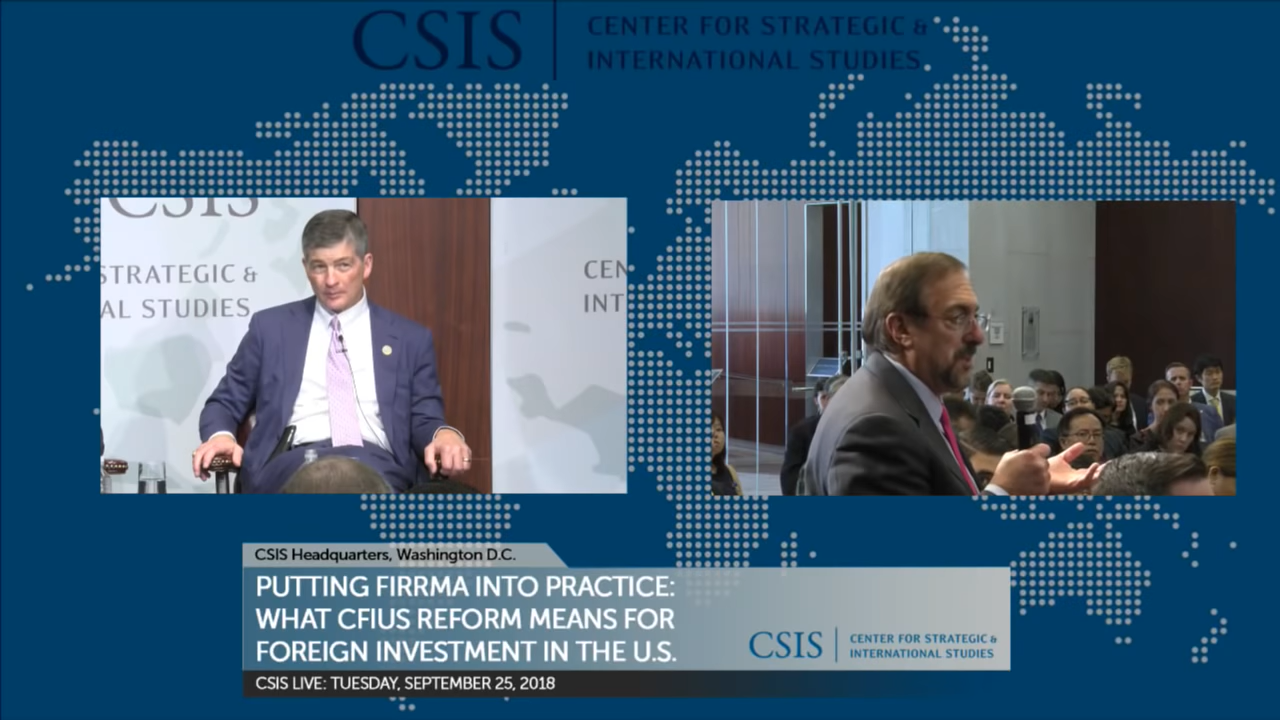 CSIS
CENTER FOR STRATEGIC &
INTERNATIONAL STUDIES
CSIS
STRATEGIC &
AL STUDIES
CEN
INT
CSIS Headquarters, Washington D.C.
PUTTING FIRRMA INTO PRACTICE:
WHAT CFIUS REFORM MEANS FOR
FOREIGN INVESTMENT IN THE U.S.
CSIS
CENTER FOR STRATEGIC &
INTERNATIONAL STUDIES
CSIS LIVE: TUESDAY, SEPTEMBER 25, 2018